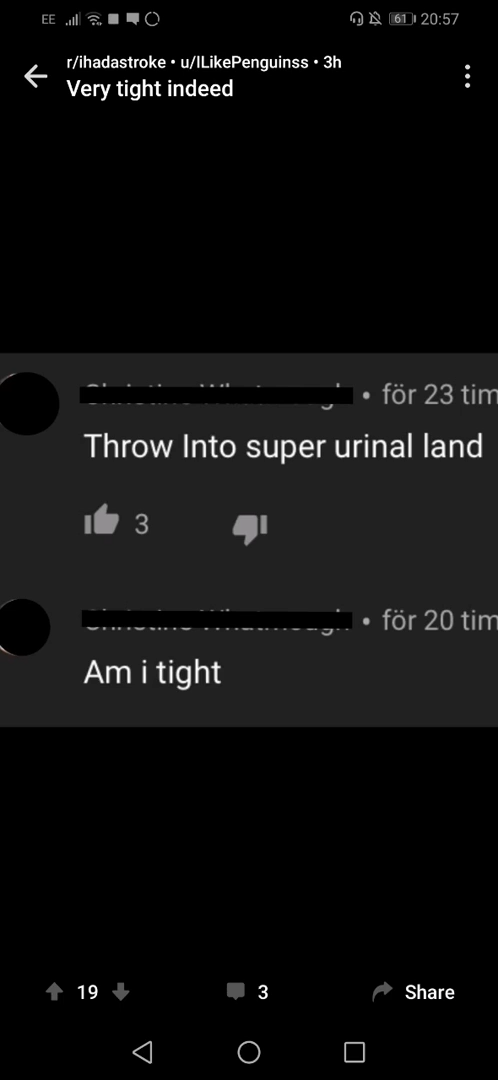 EE 61 20:57
r/ihadastroke • u/ILikePenguinss • 3h
Very tight indeed
• för 23 tim
Throw Into super urinal land
3
• för 20 tim
Am i tight
19 3 Share